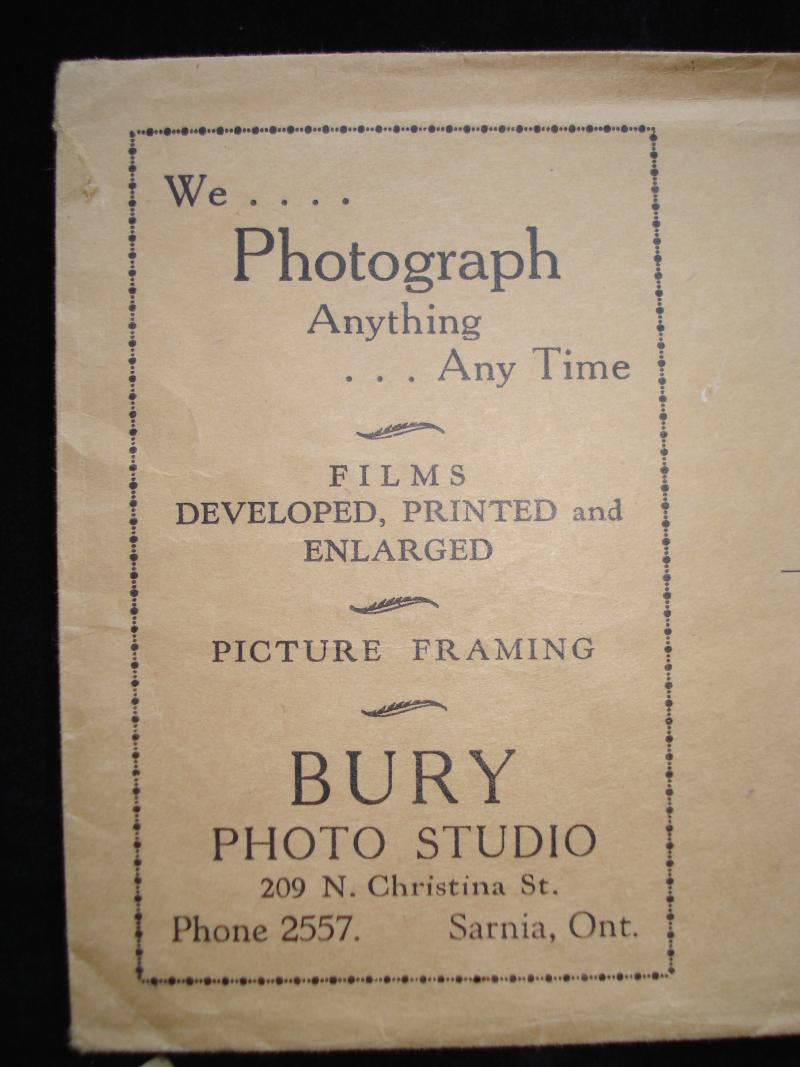 We . . . .
Photograph
Anything
. . . Any Time
FILMS
DEVELOPED, PRINTED and
ENLARGED
PICTURE FRAMING
BURY
PHOTO STUDIO
209 N. Christina St.
Phone 2557. Sarnia, Ont.